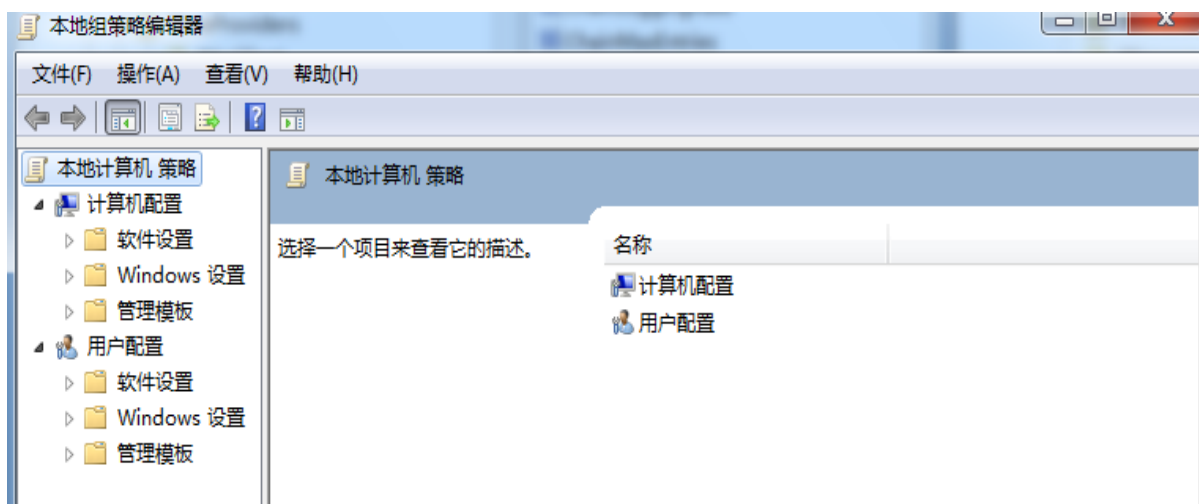 本地组策略编辑器
文件(F) 操作(A) 查看(V) 帮助(H)
本地计算机 策略
计算机配置
软件设置
Windows 设置
管理模板
用户配置
软件设置
Windows 设置
管理模板
本地计算机 策略
选择一个项目来查看它的描述。
名称
计算机配置
用户配置